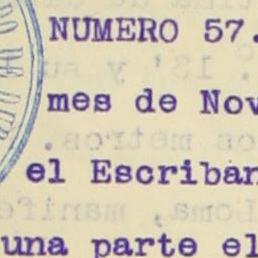 NUMERO 57.
mes de Nov
el Escriban
una parte el